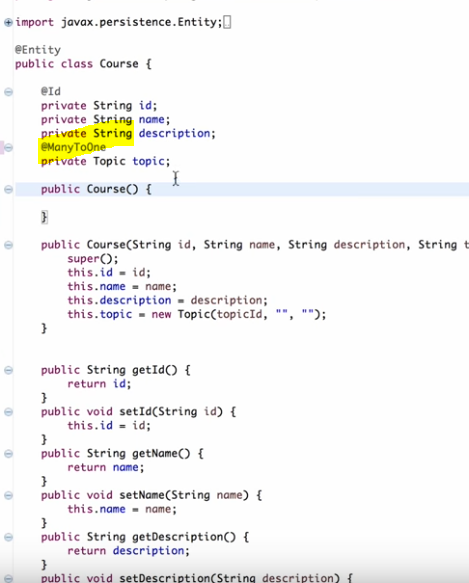 import javax.persistence.Entity;
@Entity
public class Course {
@Id
private String id;
private String name;
private String description;
@ManyToOne
private Topic topic;
public Course() {
}
public Course(String id, String name, String description, String t
super();
this.id = id;
this.name = name;
this.description = description;
this.topic = new Topic(topicId, "", "");
}
public String getId() {
return id;
}
public void setId(String id) {
this.id = id;
}
public String getName() {
return name;
}
public void setName(String name) {
this.name = name;
}
public String getDescription() {
return description;
}
public void setDescription(String description) {